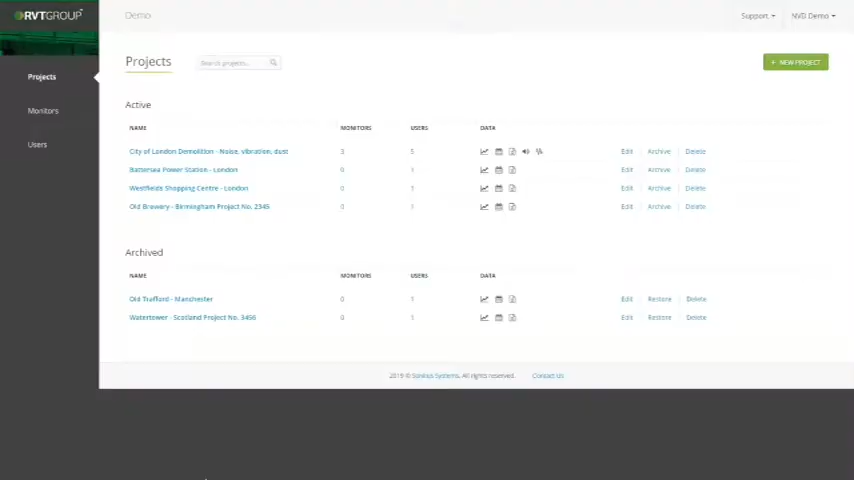 RVTGROUP
Demo
Support
NVD Demo
Projects
Monitors
Users
Projects
Search projects...
+ NEW PROJECT
Active
NAME MONITORS USERS DATA
City of London Demolition - Noise, vibration, dust 3 5 Edit Archive Delete
Battersea Power Station - London 0 1 Edit Archive Delete
Westfields Shopping Centre - London 0 1 Edit Archive Delete
Old Brewery - Birmingham Project No. 2345 0 1 Edit Archive Delete
Archived
NAME MONITORS USERS DATA
Old Trafford - Manchester 0 1 Edit Restore Delete
Watertower - Scotland Project No. 3456 0 1 Edit Restore Delete
2019 © Systems. All rights reserved. Contact Us